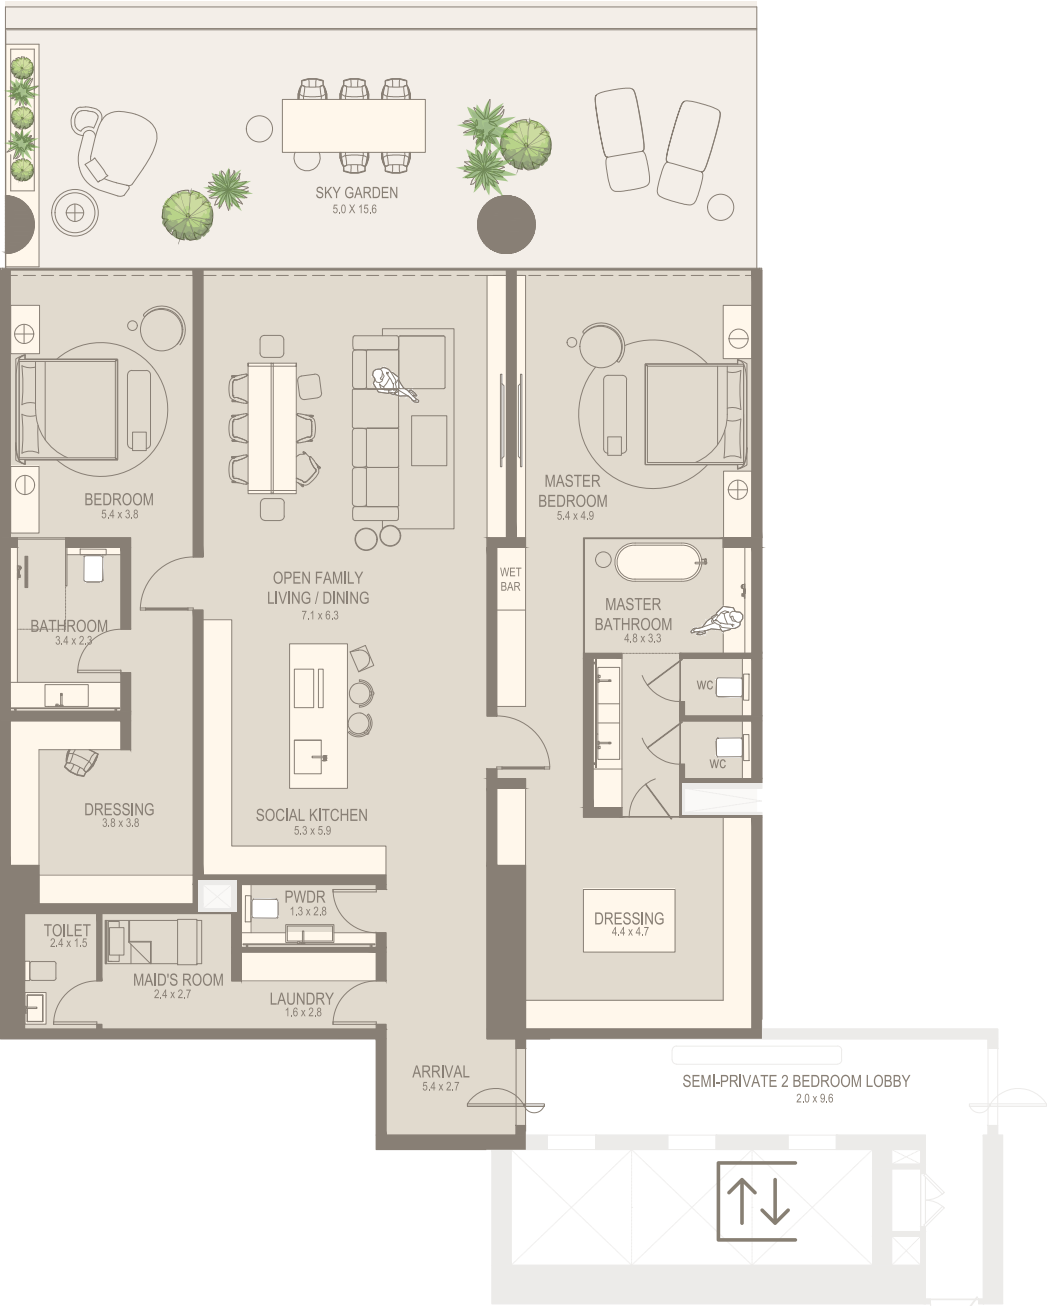 SKY GARDEN
5.0 X 15.6
BEDROOM
5.4 x 3.8
MASTER
BEDROOM
5.4 x 4.9
OPEN FAMILY
LIVING / DINING
7.1 x 6.3
WET
BAR
MASTER
BATHROOM
4.8 x 3.3
BATHROOM
3.4 x 2.3
WC
WC
DRESSING
3.8 x 3.8
SOCIAL KITCHEN
5.3 x 5.9
PWDR
1.3 x 2.8
DRESSING
4.4 x 4.7
TOILET
2.4 x 1.5
MAID'S ROOM
2.4 x 2.7
LAUNDRY
1.6 x 2.8
ARRIVAL
5.4 x 2.7
SEMI-PRIVATE 2 BEDROOM LOBBY
2.0 x 9.6